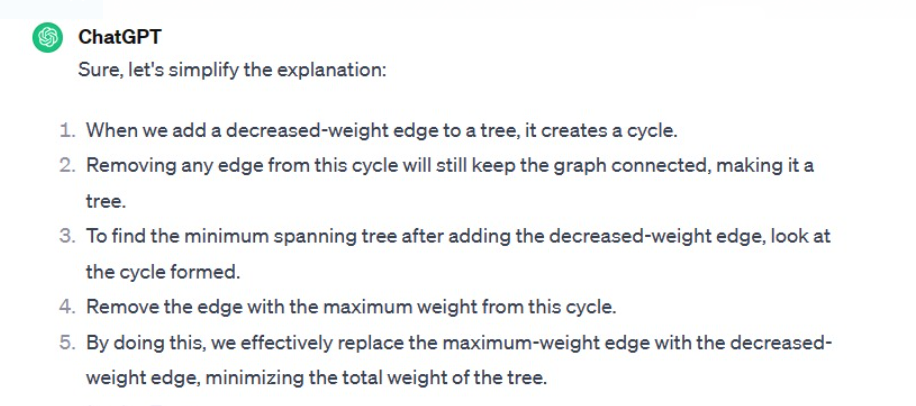 ChatGPT
Sure, let's simplify the explanation:
1. When we add a decreased-weight edge to a tree, it creates a cycle.
2. Removing any edge from this cycle will still keep the graph connected, making it a
tree.
3. To find the minimum spanning tree after adding the decreased-weight edge, look at
the cycle formed.
4. Remove the edge with the maximum weight from this cycle.
5. By doing this, we effectively replace the maximum-weight edge with the decreased-
weight edge, minimizing the total weight of the tree.